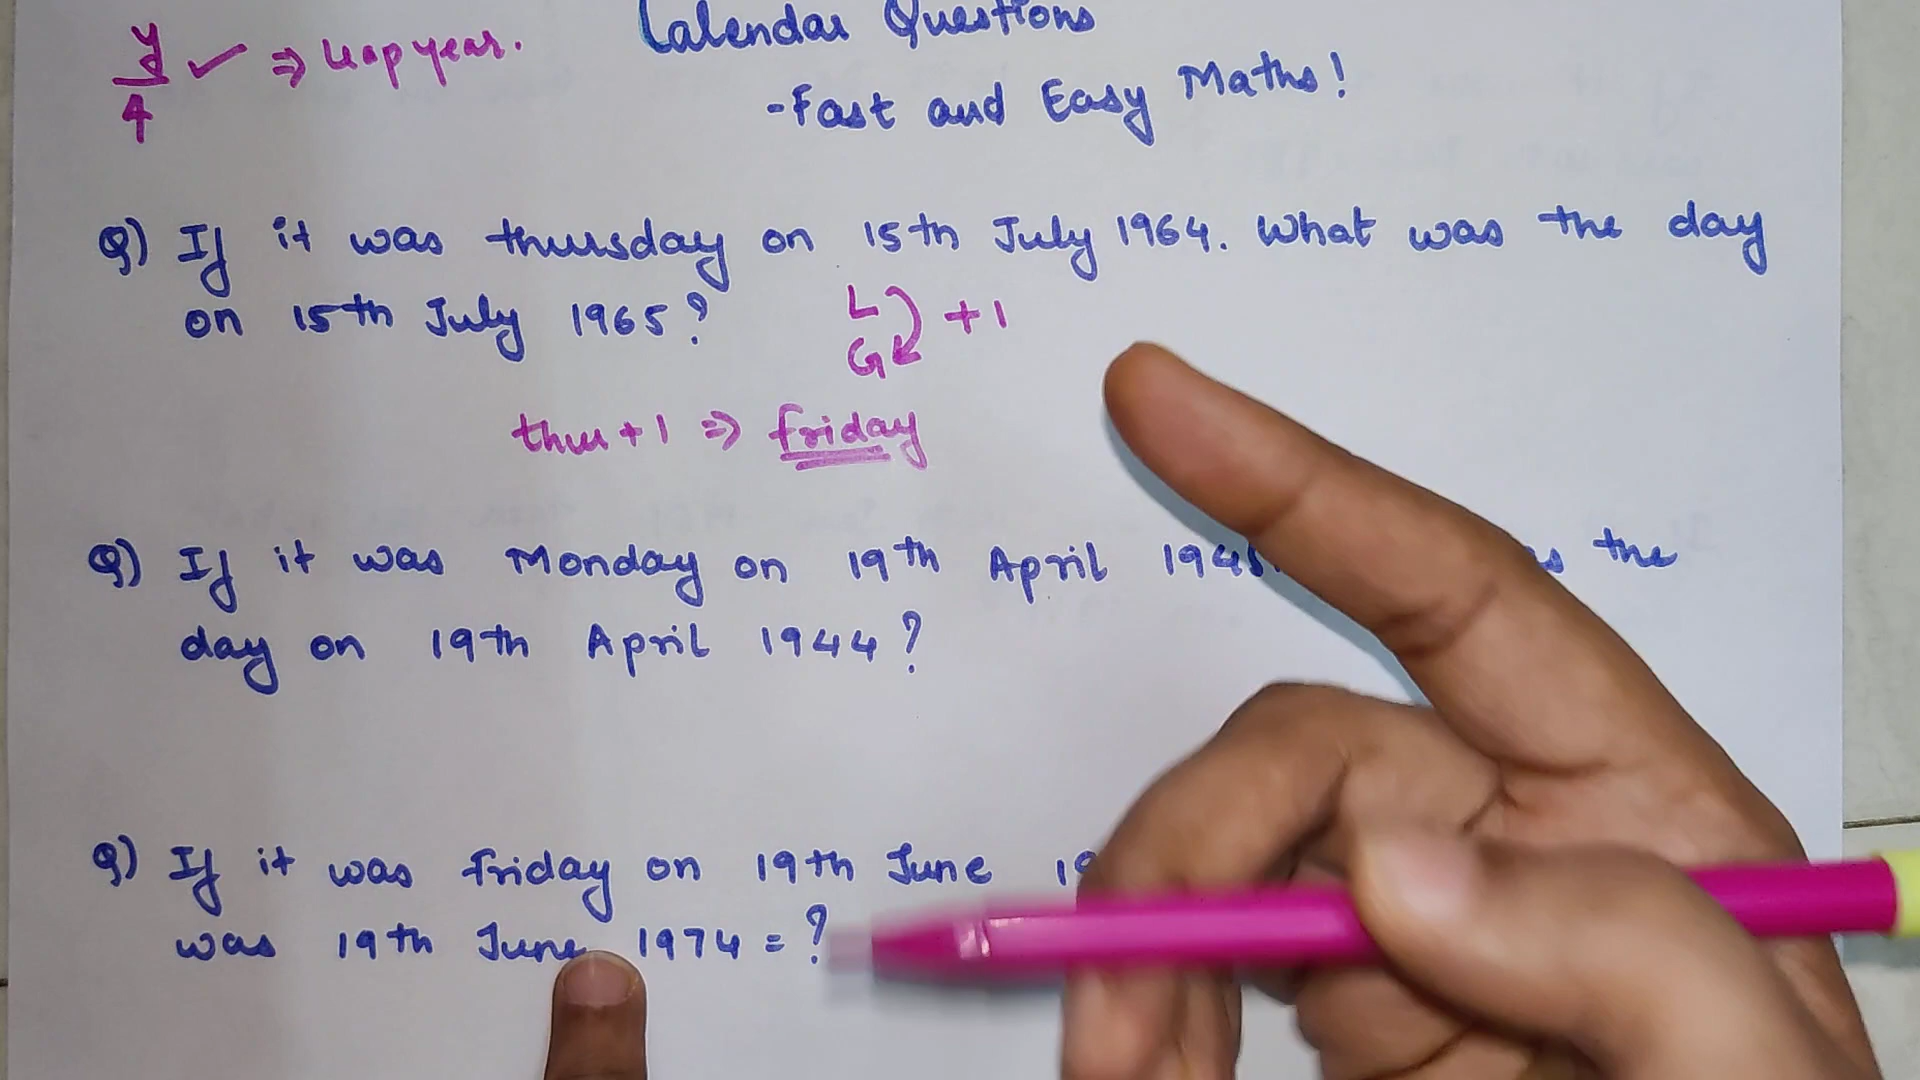 y/4 ✓ ⇒ leap year.
Calendar Questions
-Fast and Easy Maths!
Q) If it was thursday on 15th July 1964. What was the day
on 15th July 1965?
L
G
+1
thu+1 ⇒ friday
Q) If it was Monday on 19th April 1945. the
day on 19th April 1944?
Q) If it was friday on 19th June
was 19th June 1974 = ?